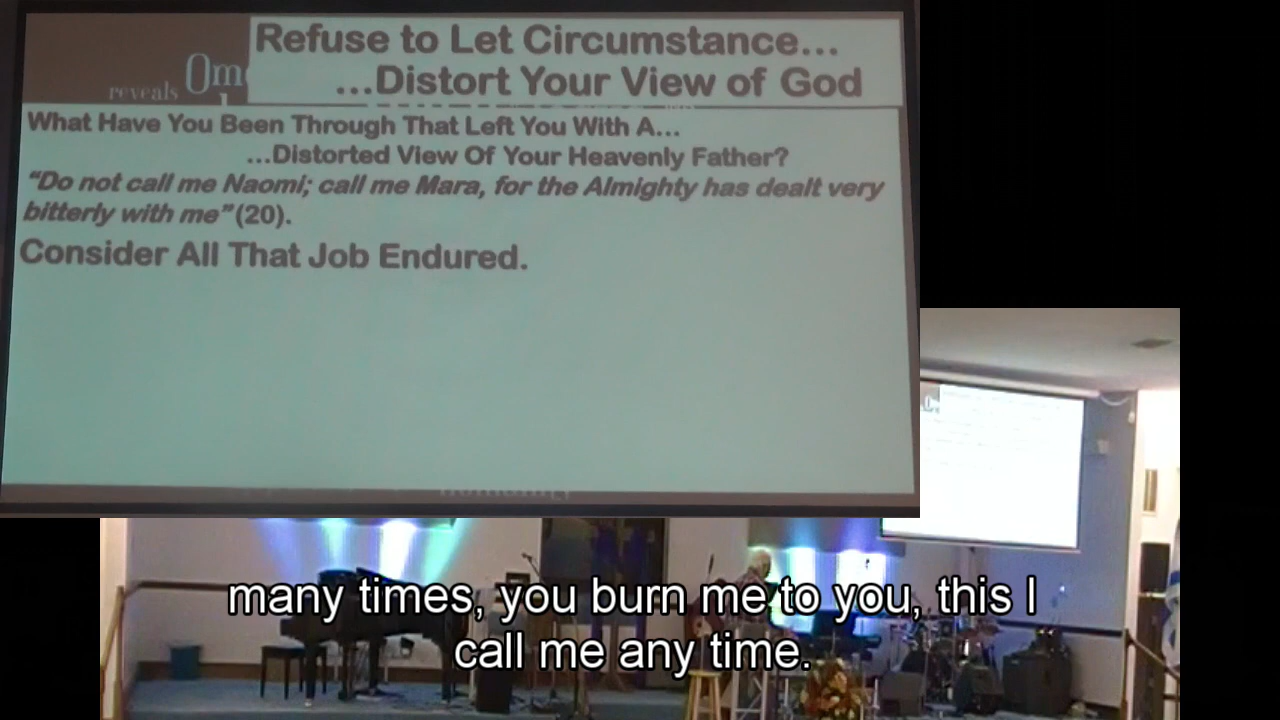 Refuse to Let Circumstance...
...Distort Your View of God
reveals Om
What Have You Been Through That Left You With A...
...Distorted View Of Your Heavenly Father?
"Do not call me Naomi; call me Mara, for the Almighty has dealt very
bitterly with me" (20).
Consider All That Job Endured.
many times, you burn me to you, this I
call me any time.